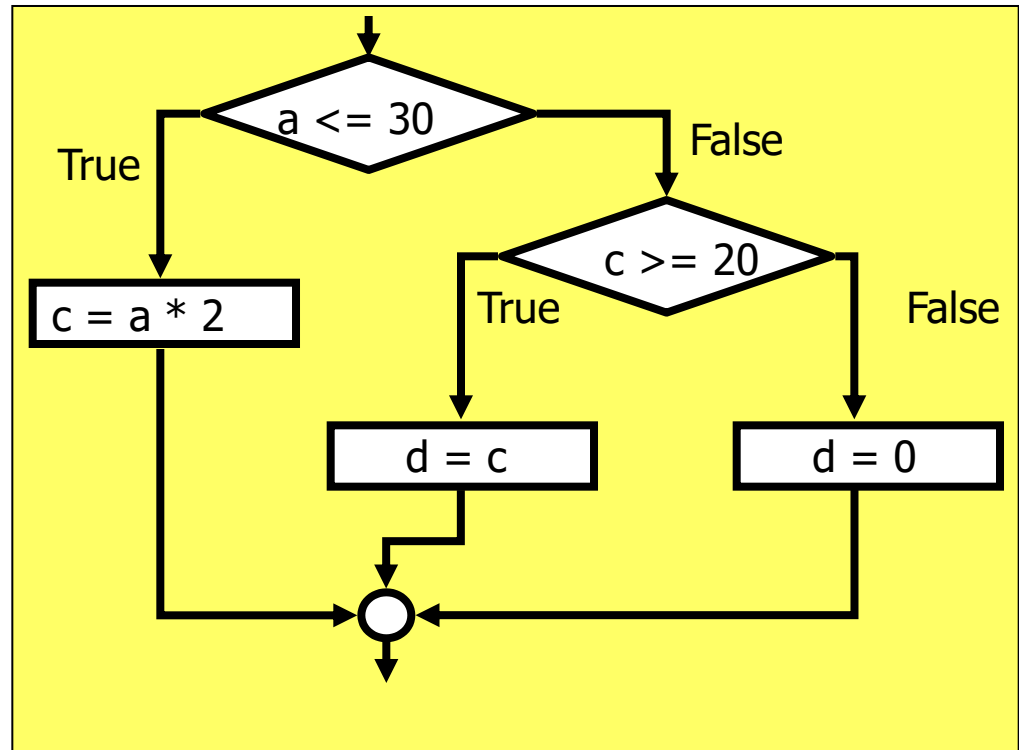 a <= 30
True
False
c >= 20
c = a * 2
True
False
d = c
d = 0